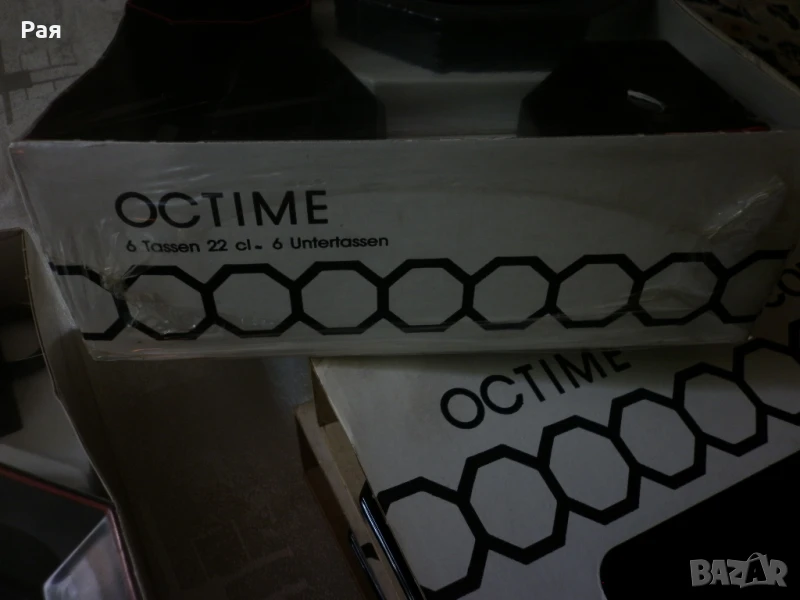 Рая
OCTIME
6 Tassen 22 cl - 6 Untertassen
OCTIME
BAZAR